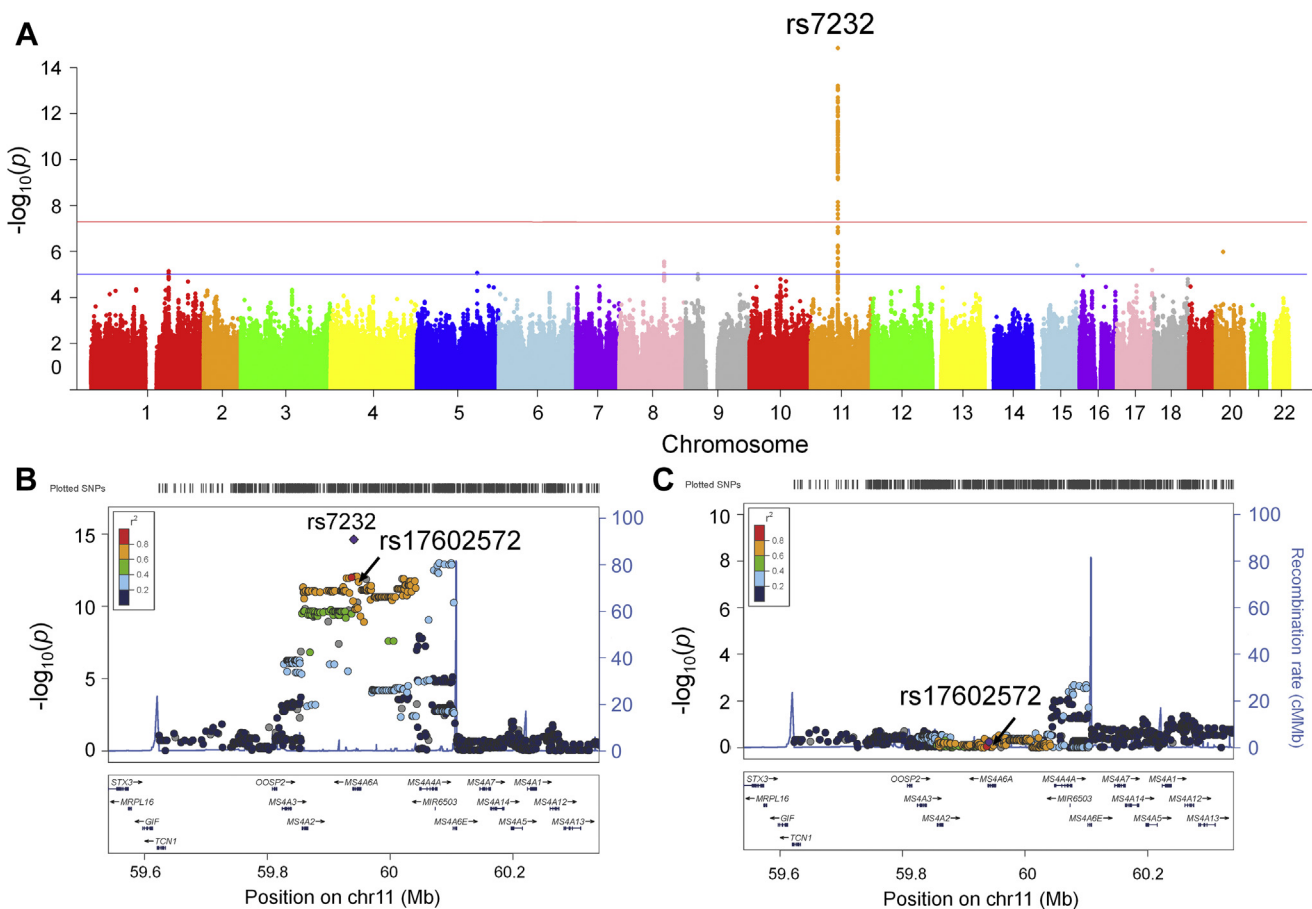 A
rs7232
14
12
10
8
6
4
2
0
-log10(p)
1 2 3 4 5 6 7 8 9 10 11 12 13 14 15 16 17 18 20 22
Chromosome
B
Plotted SNPs
r2
0.8
0.6
0.4
0.2
rs7232
rs17602572
15
10
5
0
-log10(p)
100
80
60
40
20
0
STX3 OOSP2 MS4A6A MS4A4A MS4A7 MS4A1
MRPL16 MS4A3 MIR6503 MS4A14 MS4A12
GIF MS4A2 MS4A6E MS4A5 MS4A13
TCN1
59.6 59.8 60 60.2
Position on chr11 (Mb)
C
Plotted SNPs
r2
0.8
0.6
0.4
0.2
rs17602572
10
8
6
4
2
0
-log10(p)
100
80
60
40
20
0
Recombination rate (cMMb)
STX3 OOSP2 MS4A6A MS4A4A MS4A7 MS4A1
MRPL16 MS4A3 MIR6503 MS4A14 MS4A12
GIF MS4A2 MS4A6E MS4A5 MS4A13
TCN1
59.6 59.8 60 60.2
Position on chr11 (Mb)